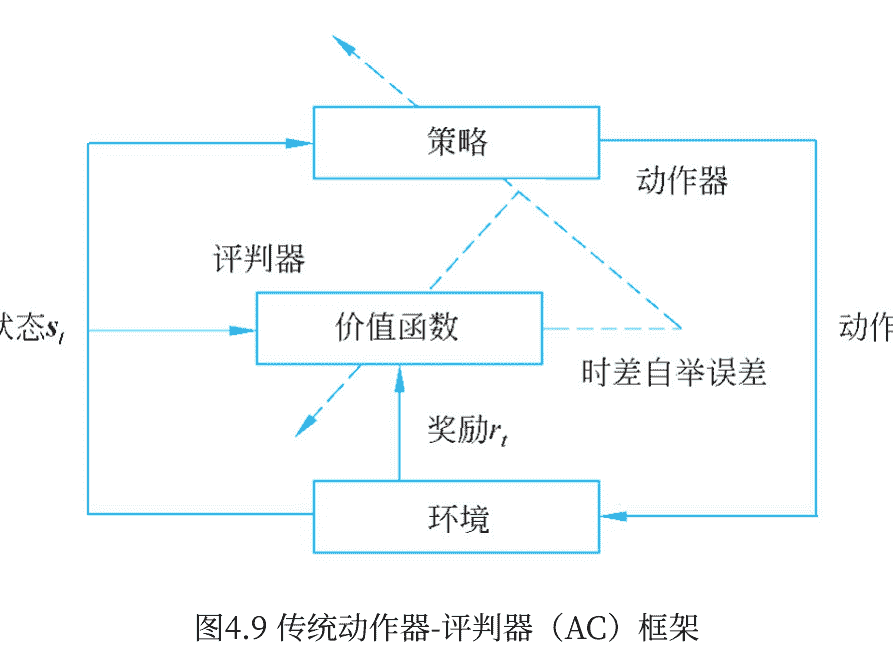 策略
动作器
评判器
状态st
价值函数
动作
时差自举误差
奖励rt
环境
图4.9 传统动作器-评判器（AC）框架